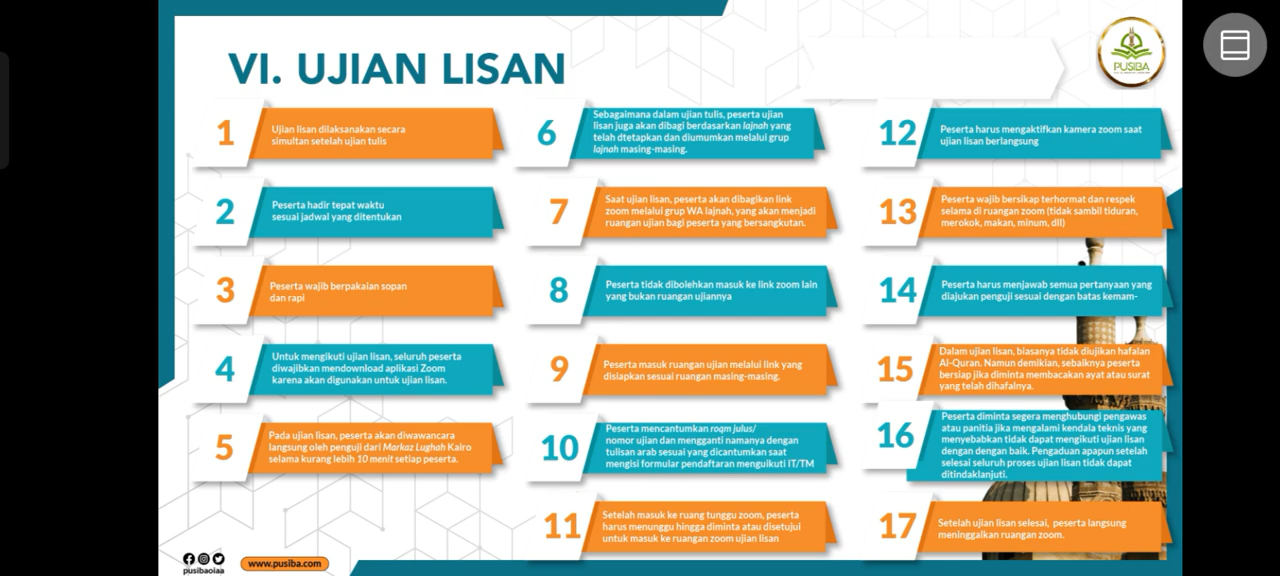 VI. UJIAN LISAN
PUSIBA
1
Ujian lisan dilaksanakan secara
simultan setelah ujian tulis
2
Peserta hadir tepat waktu
sesuai jadwal yang ditentukan
3
Peserta wajib berpakaian sopan
dan rapi
4
Untuk mengikuti ujian lisan, seluruh peserta
diwajibkan mendownload aplikasi Zoom
karena akan digunakan untuk ujian lisan.
5
Pada ujian lisan, peserta akan diwawancara
langsung oleh penguji dari Markaz Lughah Kairo
selama kurang lebih 10 menit setiap peserta.
6
Sebagaimana dalam ujian tulis, peserta ujian
lisan juga akan dibagi berdasarkan lajnah yang
telah dtetapkan dan diumumkan melalui grup
lajnah masing-masing.
7
Saat ujian lisan, peserta akan dibagikan link
zoom melalui grup WA lajnah, yang akan menjadi
ruangan ujian bagi peserta yang bersangkutan.
8
Peserta tidak dibolehkan masuk ke link zoom lain
yang bukan ruangan ujiannya
9
Peserta masuk ruangan ujian melalui link yang
disiapkan sesuai ruangan masing-masing.
10
Peserta mencantumkan roqm julus/
nomor ujian dan mengganti namanya dengan
tulisan arab sesuai yang dicantumkan saat
mengisi formular pendaftaran menguikuti IT/TM
11
Setelah masuk ke ruang tunggu zoom, peserta
harus menunggu hingga diminta atau disetujui
untuk masuk ke ruangan zoom ujian lisan
12
Peserta harus mengaktifkan kamera zoom saat
ujian lisan berlangsung
13
Peserta wajib bersikap terhormat dan respek
selama di ruangan zoom (tidak sambil tiduran,
merokok, makan, minum, dll)
14
Peserta harus menjawab semua pertanyaan yang
diajukan penguji sesuai dengan batas kemam-
15
Dalam ujian lisan, biasanya tidak diujikan hafalan
Al-Quran. Namun demikian, sebaiknya peserta
bersiap jika diminta membacakan ayat atau surat
yang telah dihafalnya.
16
Peserta diminta segera menghubungi pengawas
atau panitia jika mengalami kendala teknis yang
menyebabkan tidak dapat mengikuti ujian lisan
dengan dengan baik. Pengaduan apapun setelah
selesai seluruh proses ujian lisan tidak dapat
ditindaklanjuti.
17
Setelah ujian lisan selesai, peserta langsung
meninggalkan ruangan zoom.
pusibaoiaa
www.pusiba.com